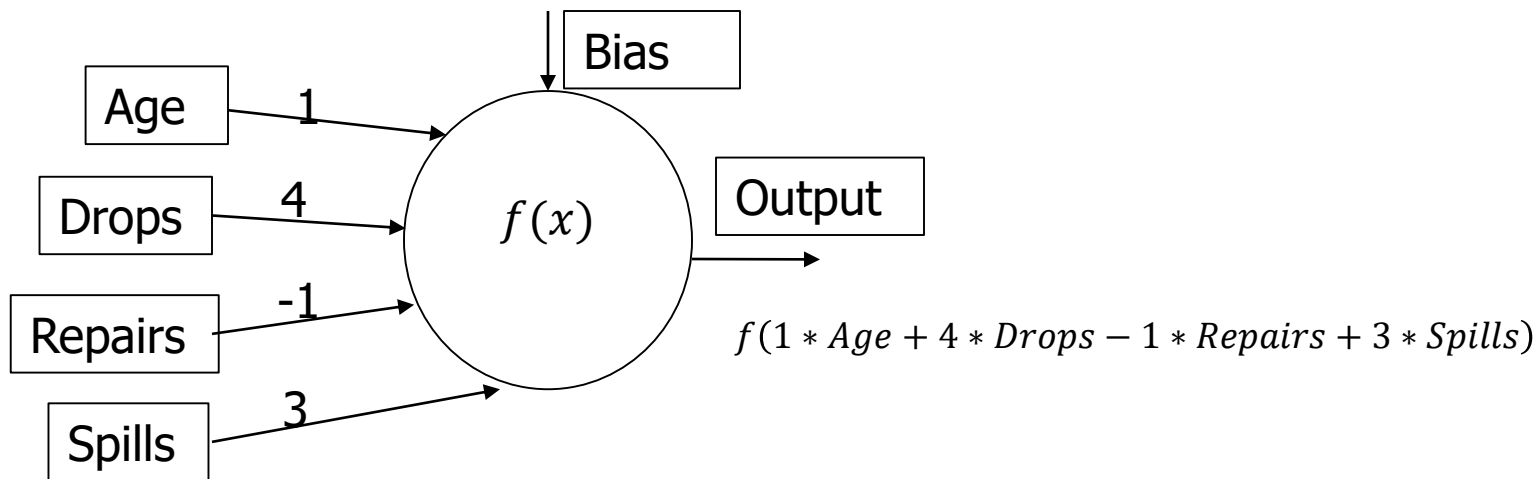 Bias
Age
1
Drops
4
f(x)
Output
Repairs
-1
f(1 ∗ Age + 4 ∗ Drops − 1 ∗ Repairs + 3 ∗ Spills)
Spills
3